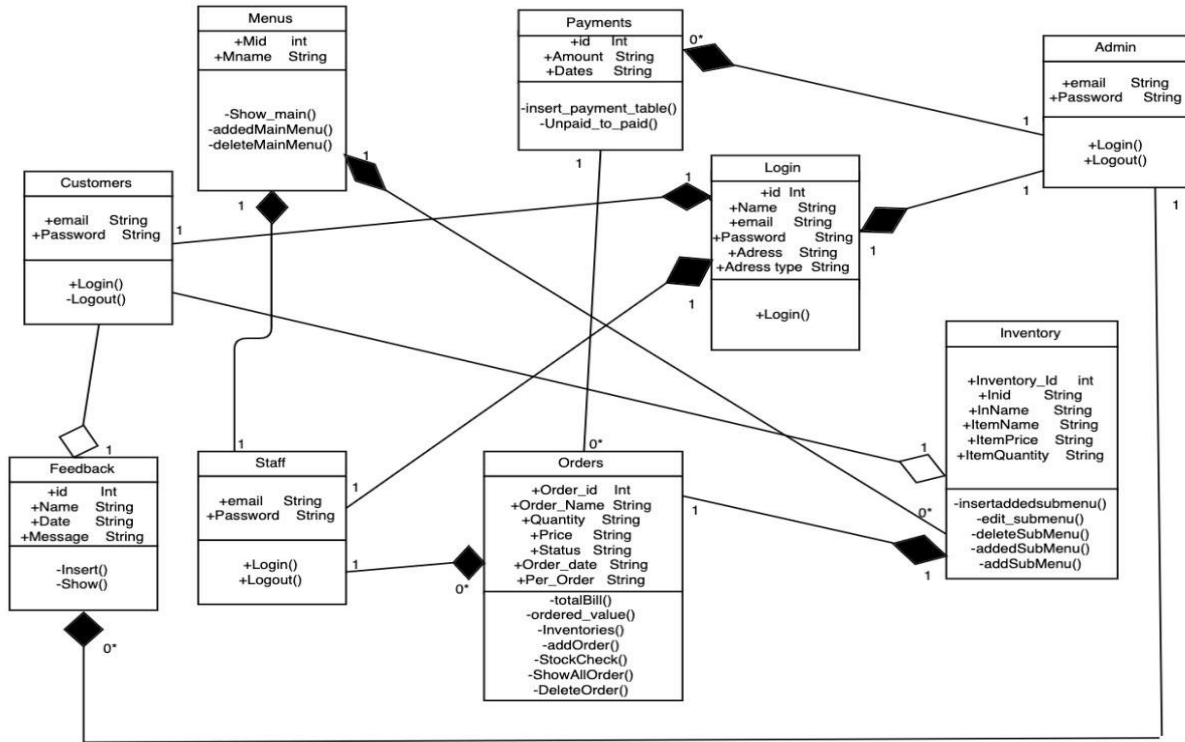 Menus
+Mid int
+Mname String
-Show_main()
-addedMainMenu()
-deleteMainMenu()
1
1
Payments
+id Int
+Amount String
+Dates String
-insert_payment_table()
-Unpaid_to_paid()
0*
1
Admin
+email String
+Password String
+Login()
+Logout()
1
1
1
Customers
+email String
+Password String
+Login()
-Logout()
1
Login
+id Int
+Name String
+email String
+Password String
+Adress String
+Adress type String
+Login()
1
1
1
Inventory
+Inventory_Id int
+Inid String
+InName String
+ItemName String
+ItemPrice String
+ItemQuantity String
-insertaddedsubmenu()
-edit_submenu()
-deleteSubMenu()
-addedSubMenu()
-addSubMenu()
1
0*
1
Feedback
+id Int
+Name String
+Date String
+Message String
-Insert()
-Show()
1
0*
Staff
+email String
+Password String
+Login()
+Logout()
1
1
1
Orders
+Order_id Int
+Order_Name String
+Quantity String
+Price String
+Status String
+Order_date String
+Per_Order String
-totalBill()
-ordered_value()
-Inventories()
-addOrder()
-StockCheck()
-ShowAllOrder()
-DeleteOrder()
0*
1
0*